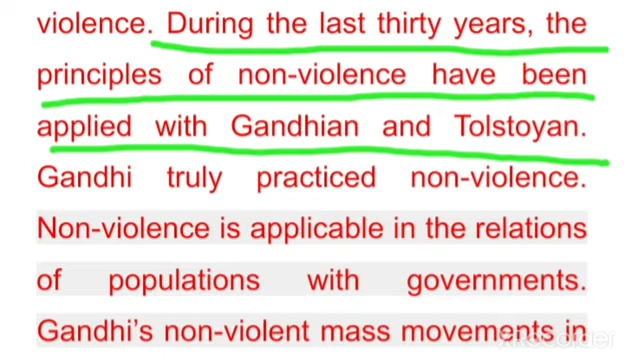 violence. During the last thirty years, the
principles of non-violence have been
applied with Gandhian and Tolstoyan.
Gandhi truly practiced non-violence.
Non-violence is applicable in the relations
of populations with governments.
Gandhi's non-violent mass movements in
XRecorder